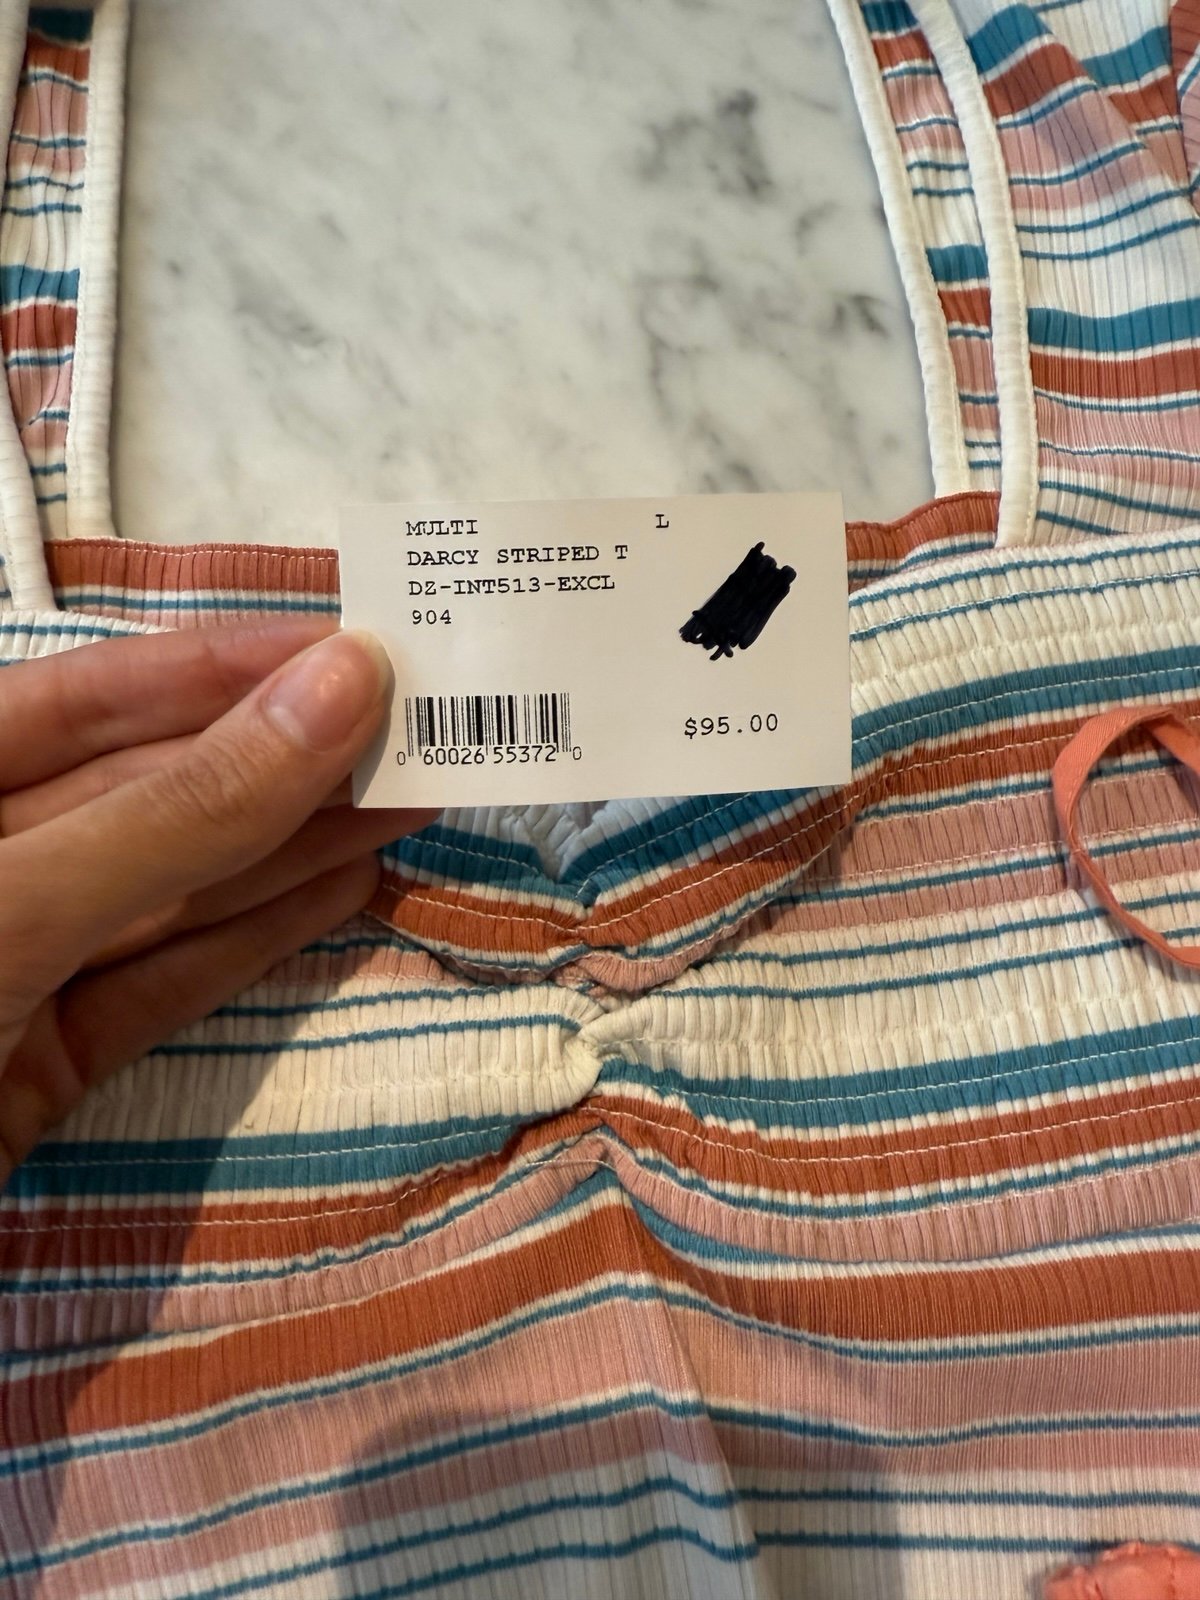 MULTI L
DARCY STRIPED T
DZ-INT513-EXCL
904
$95.00
0 60026 55372 0